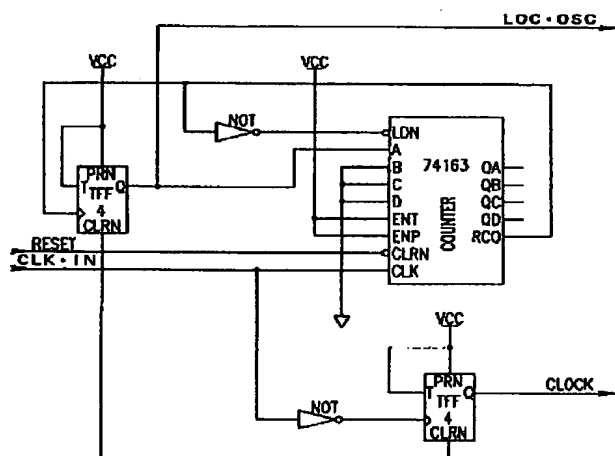 LOC·OSC
VCC
VCC
NOT
LDN
A
B 74163 QA
C QB
D QC
ENT QD
ENP RCO
CLRN
CLK
COUNTER
PRN
T TFF Q
4
CLRN
RESET
CLK·IN
VCC
NOT
PRN
T TFF Q
4
CLRN
CLOCK